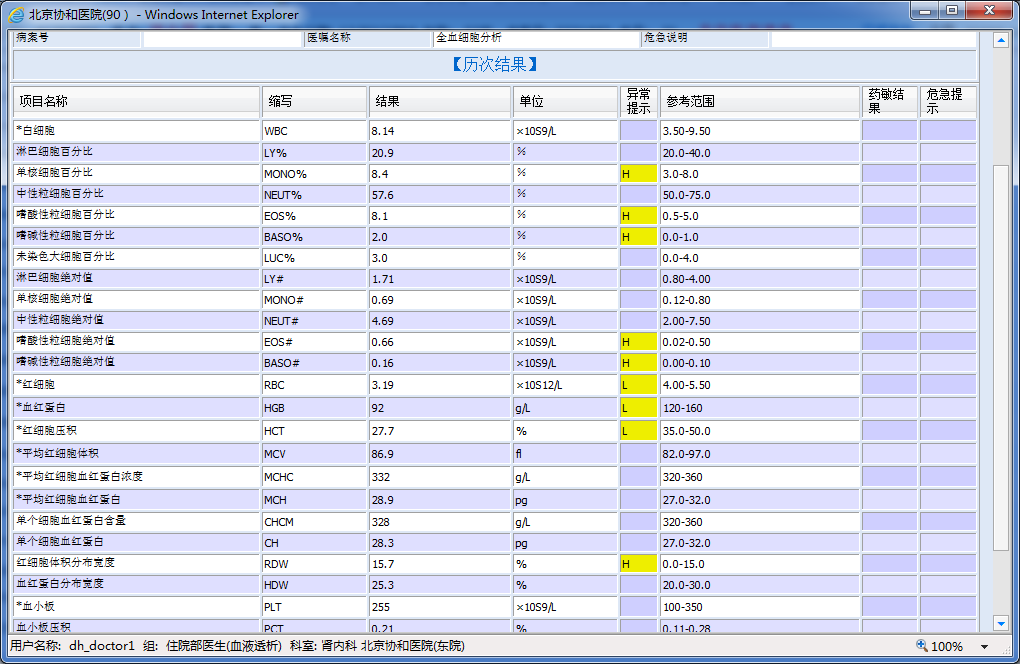 北京协和医院(90 ) - Windows Internet Explorer
病案号 医嘱名称 全血细胞分析 危急说明
【历次结果】
项目名称 缩写 结果 单位 异常提示 参考范围 药敏结果 危急提示
*白细胞 WBC 8.14 ×10S9/L 3.50-9.50
淋巴细胞百分比 LY% 20.9 % 20.0-40.0
单核细胞百分比 MONO% 8.4 % H 3.0-8.0
中性粒细胞百分比 NEUT% 57.6 % 50.0-75.0
嗜酸性粒细胞百分比 EOS% 8.1 % H 0.5-5.0
嗜碱性粒细胞百分比 BASO% 2.0 % H 0.0-1.0
未染色大细胞百分比 LUC% 3.0 % 0.0-4.0
淋巴细胞绝对值 LY# 1.71 ×10S9/L 0.80-4.00
单核细胞绝对值 MONO# 0.69 ×10S9/L 0.12-0.80
中性粒细胞绝对值 NEUT# 4.69 ×10S9/L 2.00-7.50
嗜酸性粒细胞绝对值 EOS# 0.66 ×10S9/L H 0.02-0.50
嗜碱性粒细胞绝对值 BASO# 0.16 ×10S9/L H 0.00-0.10
*红细胞 RBC 3.19 ×10S12/L L 4.00-5.50
*血红蛋白 HGB 92 g/L L 120-160
*红细胞压积 HCT 27.7 % L 35.0-50.0
*平均红细胞体积 MCV 86.9 fl 82.0-97.0
*平均红细胞血红蛋白浓度 MCHC 332 g/L 320-360
*平均红细胞血红蛋白 MCH 28.9 pg 27.0-32.0
单个细胞血红蛋白含量 CHCM 328 g/L 320-360
单个细胞血红蛋白 CH 28.3 pg 27.0-32.0
红细胞体积分布宽度 RDW 15.7 % H 0.0-15.0
血红蛋白分布宽度 HDW 25.3 % 20.0-30.0
*血小板 PLT 255 ×10S9/L 100-350
血小板压积 PCT 0.21 % 0.11-0.28
用户名称: dh_doctor1 组: 住院部医生(血液透析) 科室: 肾内科 北京协和医院(东院) 100%